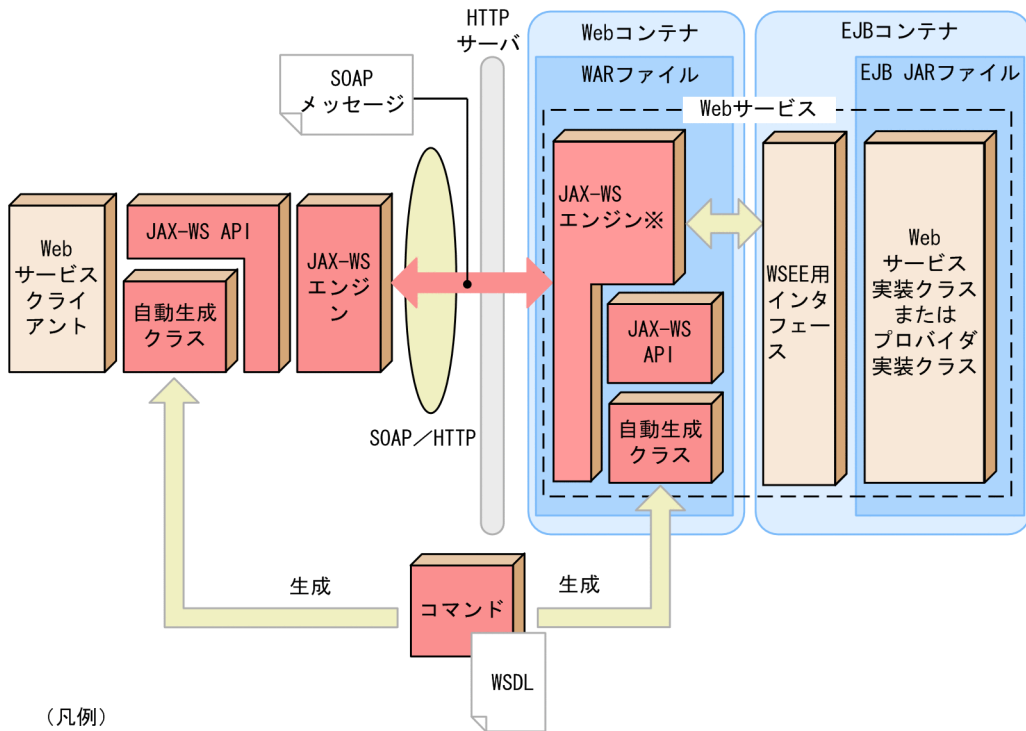 HTTP
サーバ
Webコンテナ
EJBコンテナ
SOAP
メッセージ
WARファイル
EJB JARファイル
Webサービス
Web
サービス
クライ
アント
JAX-WS API
自動生成
クラス
JAX-WS
エンジ
ン
JAX-WS
エンジン※
JAX-WS
API
自動生成
クラス
WSEE用
インタ
フェー
ス
Web
サービス
実装クラス
または
プロバイダ
実装クラス
SOAP／HTTP
生成
コマンド
生成
WSDL
（凡例）